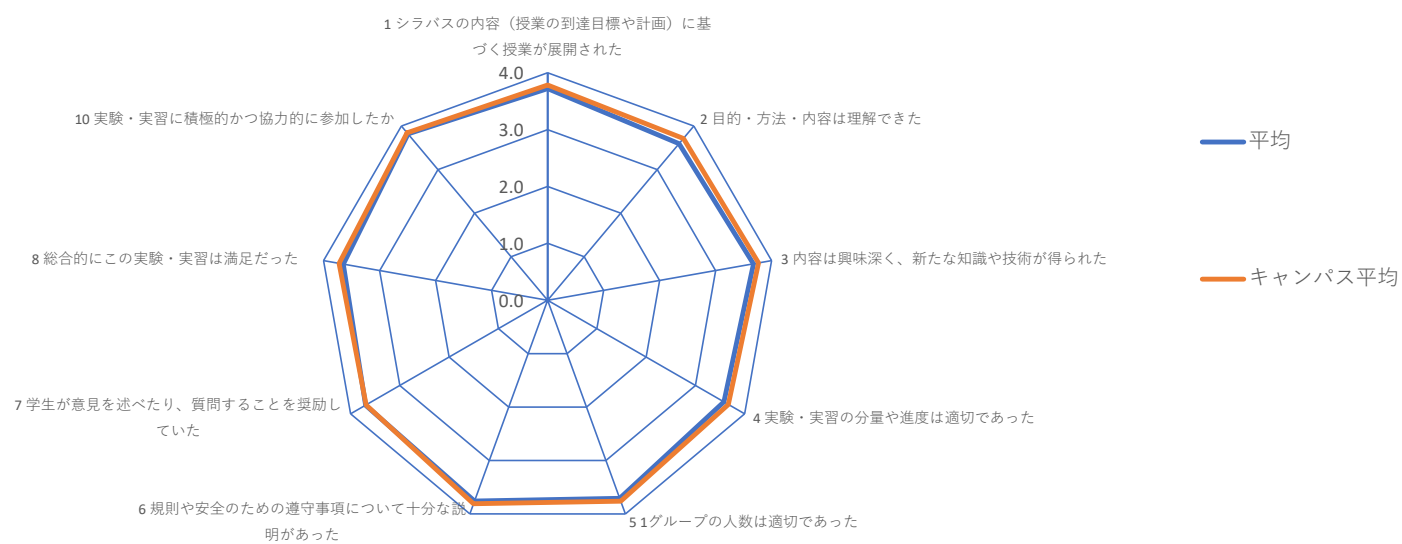 1 シラバスの内容（授業の到達目標や計画）に基
づく授業が展開された
4.0
3.0
2.0
1.0
0.0
2 目的・方法・内容は理解できた
3 内容は興味深く、新たな知識や技術が得られた
4 実験・実習の分量や進度は適切であった
5 1グループの人数は適切であった
6 規則や安全のための遵守事項について十分な説
明があった
7 学生が意見を述べたり、質問することを奨励し
ていた
8 総合的にこの実験・実習は満足だった
10 実験・実習に積極的かつ協力的に参加したか
平均
キャンパス平均